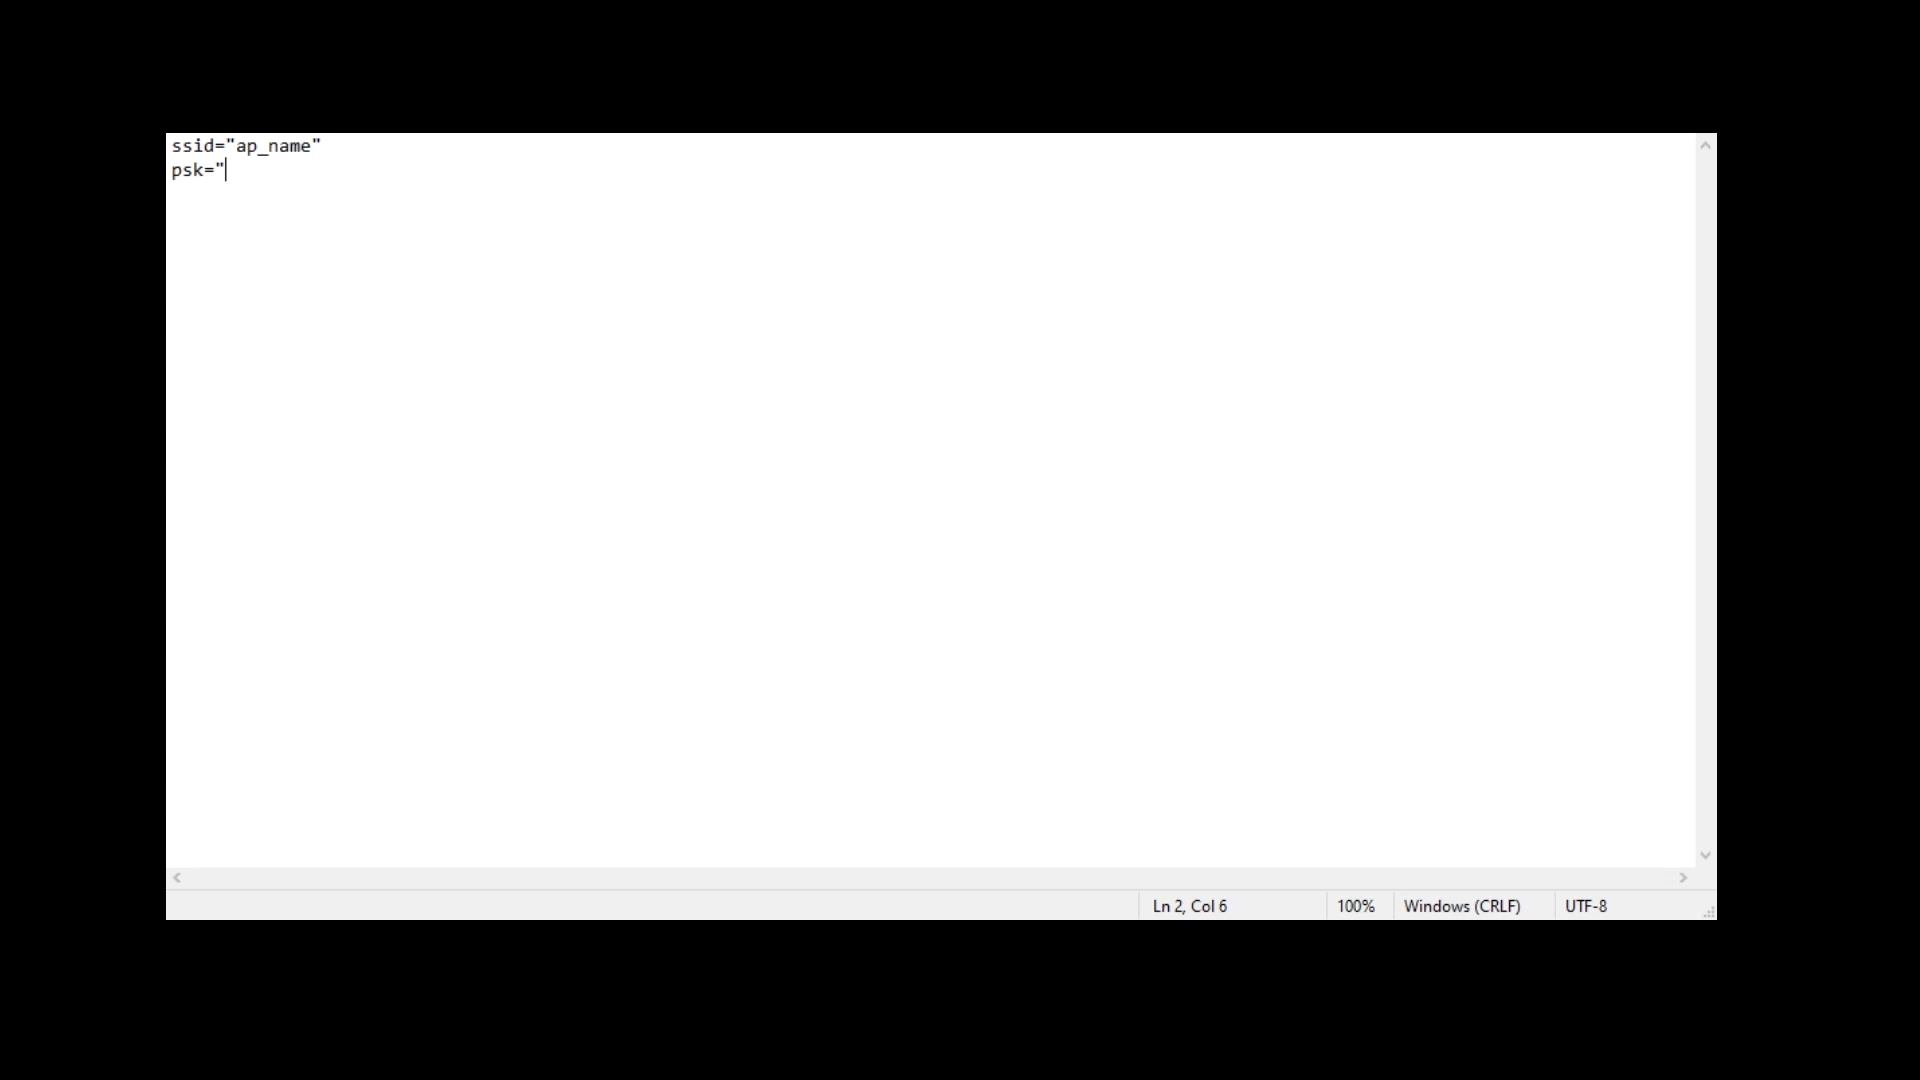 ssid="ap_name"
psk="
Ln 2, Col 6
100%
Windows (CRLF)
UTF-8